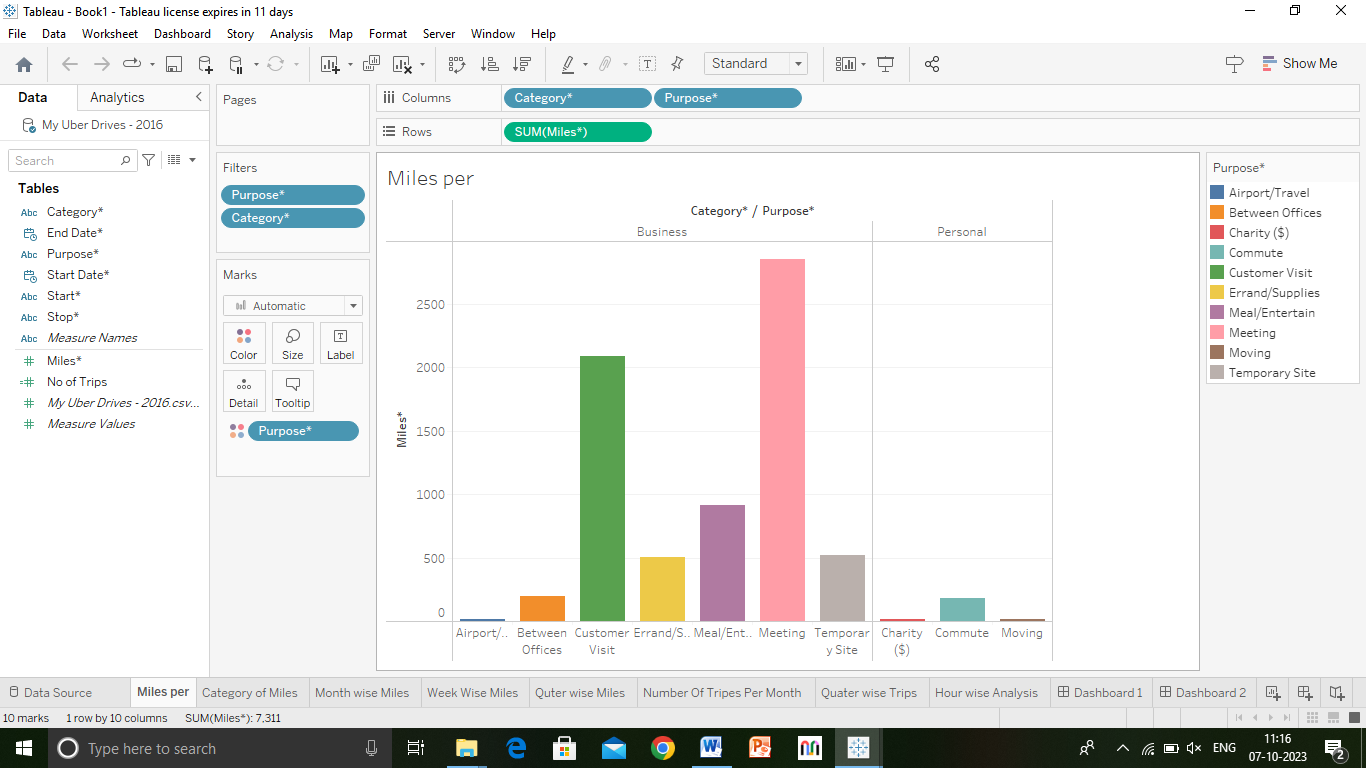 Tableau - Book1 - Tableau license expires in 11 days
File Data Worksheet Dashboard Story Analysis Map Format Server Window Help
Standard
Show Me
Data Analytics
My Uber Drives - 2016
Search
Tables
Abc Category*
End Date*
Abc Purpose*
Start Date*
Abc Start*
Abc Stop*
Abc Measure Names
# Miles*
=# No of Trips
# My Uber Drives - 2016.csv...
# Measure Values
Pages
Filters
Purpose*
Category*
Marks
Automatic
Color Size Label
Detail Tooltip
Purpose*
Columns Category* Purpose*
Rows SUM(Miles*)
Miles per
Category* / Purpose*
Business Personal
Miles*
2500
2000
1500
1000
500
0
Airport/.. Between Offices Customer Visit Errand/S.. Meal/Ent.. Meeting Temporary Site Charity ($) Commute Moving
Purpose*
Airport/Travel
Between Offices
Charity ($)
Commute
Customer Visit
Errand/Supplies
Meal/Entertain
Meeting
Moving
Temporary Site
Data Source Miles per Category of Miles Month wise Miles Week Wise Miles Quter wise Miles Number Of Tripes Per Month Quater wise Trips Hour wise Analysis Dashboard 1 Dashboard 2
10 marks 1 row by 10 columns SUM(Miles*): 7,311
Type here to search
ENG
11:16
07-10-2023
2